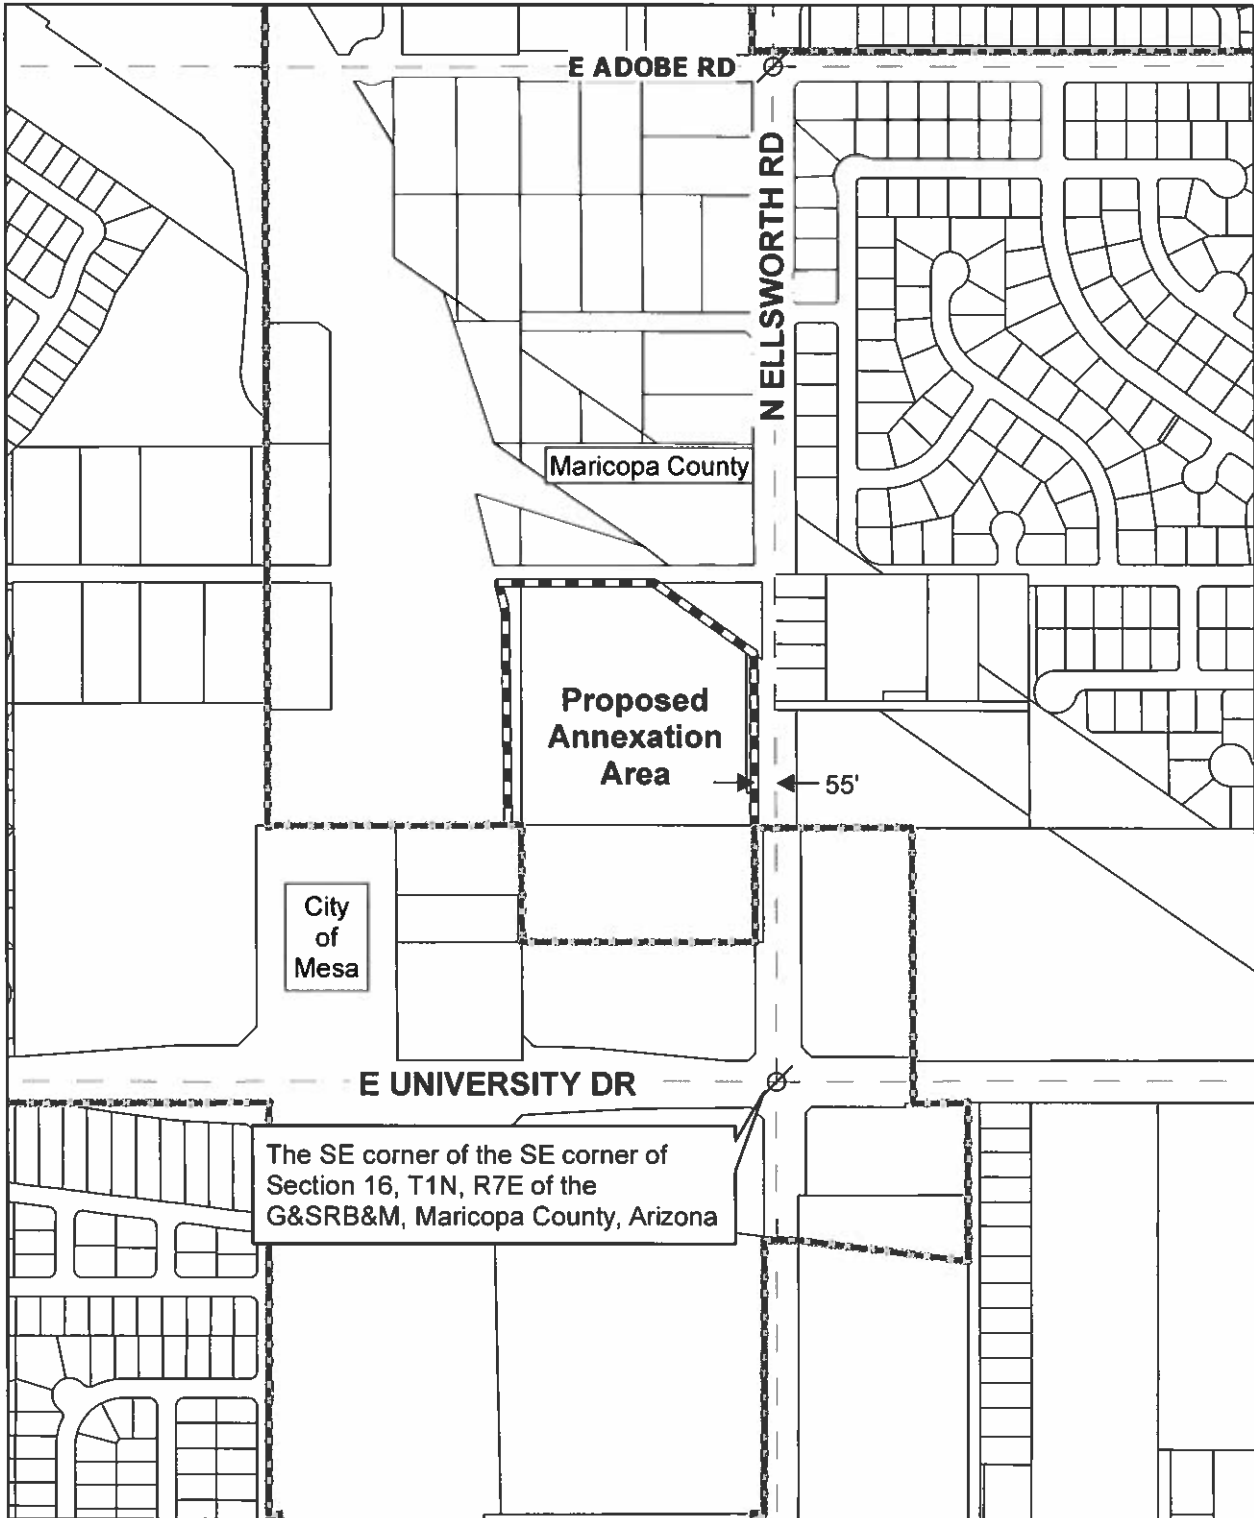 E ADOBE RD
N ELLSWORTH RD
Maricopa County
Proposed
Annexation
Area
55'
City
of
Mesa
E UNIVERSITY DR
The SE corner of the SE corner of
Section 16, T1N, R7E of the
G&SRB&M, Maricopa County, Arizona